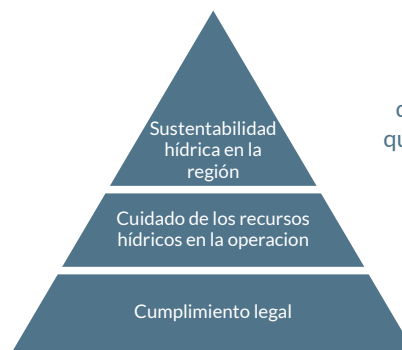 Sustentabilidad
hídrica en la
región
Cuidado de los recursos
hídricos en la operacion
Cumplimiento legal